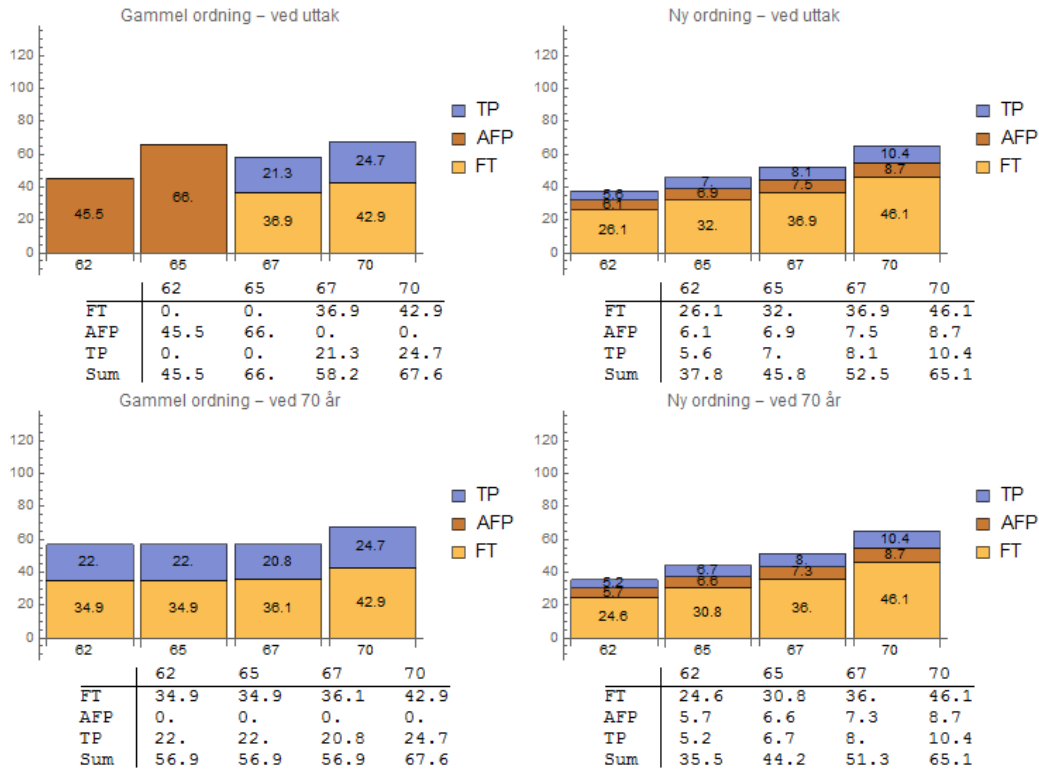 Gammel ordning – ved uttak
120
100
80
60
40
20
0
45.5
66.
21.3
36.9
24.7
42.9
62 65 67 70
TP
AFP
FT
62 65 67 70
FT 0. 0. 36.9 42.9
AFP 45.5 66. 0. 0.
TP 0. 0. 21.3 24.7
Sum 45.5 66. 58.2 67.6
Ny ordning – ved uttak
120
100
80
60
40
20
0
5.6
6.1
26.1
7.
6.9
32.
8.1
7.5
36.9
10.4
8.7
46.1
62 65 67 70
TP
AFP
FT
62 65 67 70
FT 26.1 32. 36.9 46.1
AFP 6.1 6.9 7.5 8.7
TP 5.6 7. 8.1 10.4
Sum 37.8 45.8 52.5 65.1
Gammel ordning – ved 70 år
120
100
80
60
40
20
0
22.
34.9
22.
34.9
20.8
36.1
24.7
42.9
62 65 67 70
TP
AFP
FT
62 65 67 70
FT 34.9 34.9 36.1 42.9
AFP 0. 0. 0. 0.
TP 22. 22. 20.8 24.7
Sum 56.9 56.9 56.9 67.6
Ny ordning – ved 70 år
120
100
80
60
40
20
0
5.2
5.7
24.6
6.7
6.6
30.8
8.
7.3
36.
10.4
8.7
46.1
62 65 67 70
TP
AFP
FT
62 65 67 70
FT 24.6 30.8 36. 46.1
AFP 5.7 6.6 7.3 8.7
TP 5.2 6.7 8. 10.4
Sum 35.5 44.2 51.3 65.1